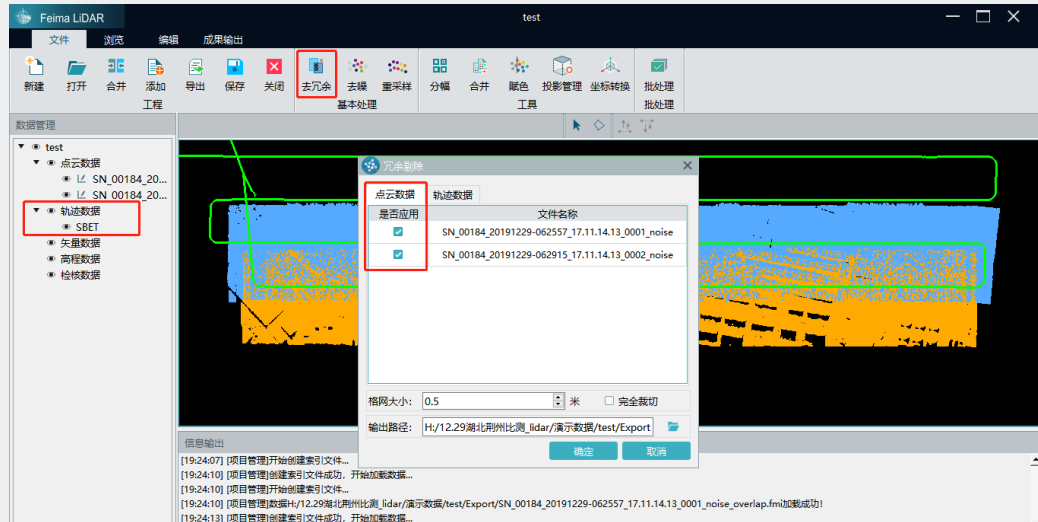 Feima LiDAR
test
文件 浏览 编辑 成果输出
新建 打开 合并 添加 导出 保存 关闭 去冗余 去噪 重采样 分幅 合并 赋色 投影管理 坐标转换 批处理
工程 基本处理 工具 批处理
数据管理
test
点云数据
SN_00184_20...
SN_00184_20...
轨迹数据
SBET
矢量数据
高程数据
检核数据
冗余剔除
点云数据 轨迹数据
是否应用 文件名称
SN_00184_20191229-062557_17.11.14.13_0001_noise
SN_00184_20191229-062915_17.11.14.13_0002_noise
格网大小: 0.5 米 完全裁切
输出路径: H:/12.29湖北荆州比测_lidar/演示数据/test/Export
确定 取消
信息输出
[19:24:07] [项目管理]开始创建索引文件...
[19:24:10] [项目管理]创建索引文件成功，开始加载数据...
[19:24:10] [项目管理]开始创建索引文件...
[19:24:10] [项目管理]数据H:/12.29湖北荆州比测_lidar/演示数据/test/Export/SN_00184_20191229-062557_17.11.14.13_0001_noise_overlap.fmi加载成功!
[19:24:13] [项目管理]创建索引文件成功，开始加载数据...